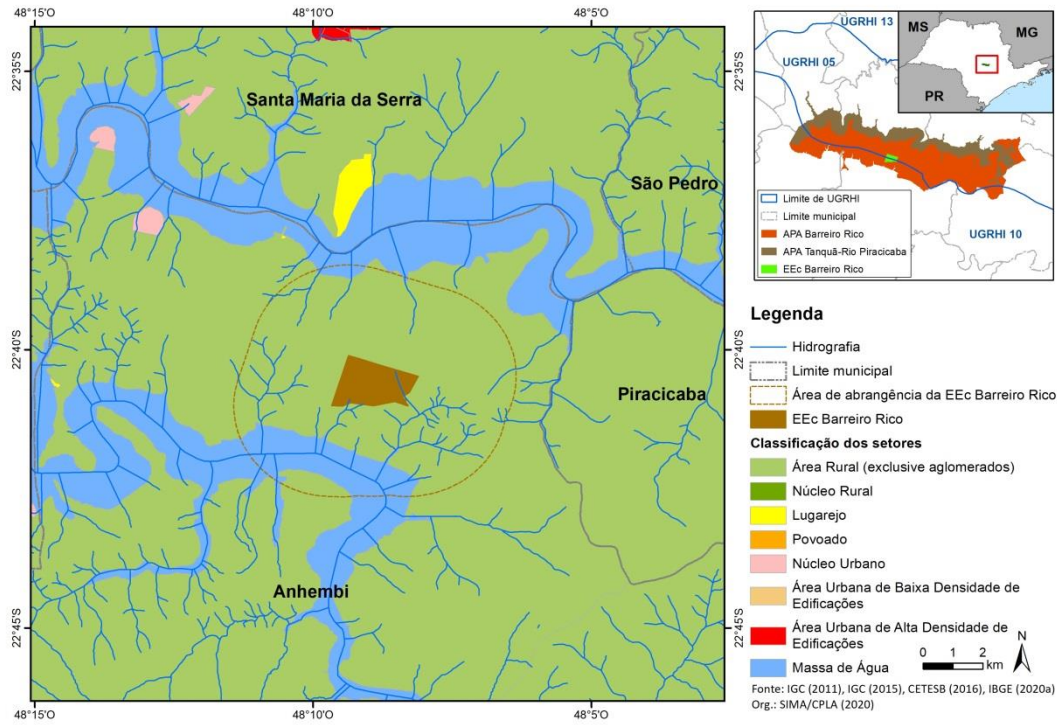 48°15'O
48°10'O
48°5'O
22°35'S
22°40'S
22°45'S
Santa Maria da Serra
São Pedro
Piracicaba
Anhembi
22°35'S
22°40'S
22°45'S
48°15'O
48°10'O
48°5'O
UGRHI 13
UGRHI 05
UGRHI 10
MS
MG
PR
Limite de UGRHI
Limite municipal
APA Barreiro Rico
APA Tanquã-Rio Piracicaba
EEc Barreiro Rico
Legenda
Hidrografia
Limite municipal
Área de abrangência da EEc Barreiro Rico
EEc Barreiro Rico
Classificação dos setores
Área Rural (exclusive aglomerados)
Núcleo Rural
Lugarejo
Povoado
Núcleo Urbano
Área Urbana de Baixa Densidade de
Edificações
Área Urbana de Alta Densidade de
Edificações
Massa de Água
0 1 2
km
N
Fonte: IGC (2011), IGC (2015), CETESB (2016), IBGE (2020a)
Org.: SIMA/CPLA (2020)